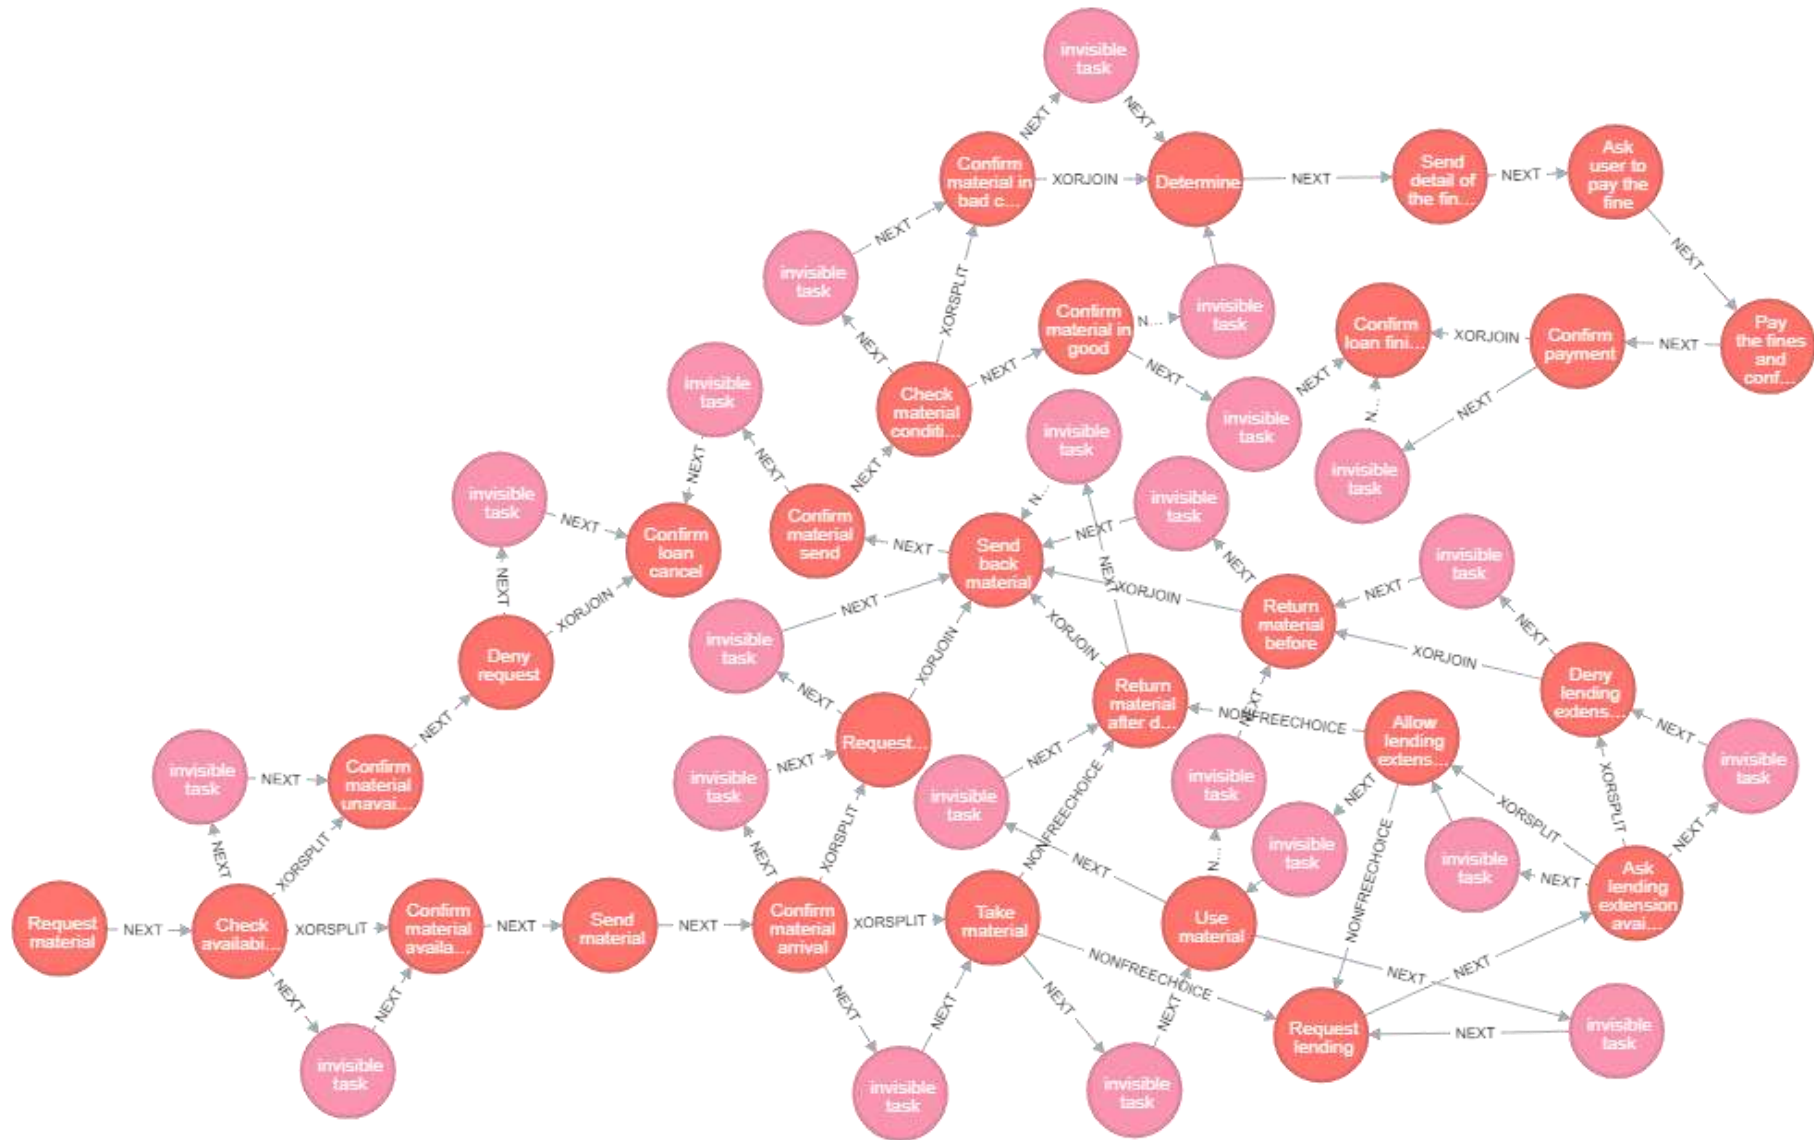 invisible
task
NEXT
NEXT
Confirm
material in
bad c...
XORJOIN
Determine
NEXT
Send
detail of
the fin....
NEXT
Ask
user to
pay the
fine
NEXT
NEXT
invisible
task
XORSPLIT
Confirm
material in
good
N...
invisible
task
Confirm
loan fini...
XORJOIN
Confirm
payment
NEXT
Pay
the fines
and
conf...
NEXT
NEXT
NEXT
NEXT
NEXT
N...
invisible
task
Check
material
conditi...
invisible
task
invisible
task
invisible
task
NEXT
NEXT
NEXT
N...
invisible
task
NEXT
invisible
task
NEXT
Confirm
loan
cancel
Confirm
material
send
NEXT
Send
back
material
NEXT
NEXT
NEXT
XORJOIN
invisible
task
NEXT
NEXT
XORJOIN
NEXT
invisible
task
NEXT
XORJOIN
XORJOIN
Return
material
before
XORJOIN
NEXT
Deny
request
NEXT
Return
material
after d...
NONFREECHOICE
NEXT
Allow
lending
extens...
Deny
lending
extens...
NEXT
NEXT
invisible
task
NEXT
Confirm
material
unavai...
invisible
task
NEXT
Request...
NEXT
invisible
task
invisible
task
NEXT
XORSPLIT
XORSPLIT
invisible
task
NEXT
XORSPLIT
NEXT
XORSPLIT
NONFREECHOICE
NEXT
N...
invisible
task
NONFREECHOICE
invisible
task
NEXT
NEXT
Ask
lending
extension
avai...
Request
material
NEXT
Check
availabi...
XORSPLIT
Confirm
material
availa...
NEXT
Send
material
NEXT
Confirm
material
arrival
XORSPLIT
Take
material
Use
material
NEXT
NEXT
NEXT
NEXT
NEXT
NONFREECHOICE
NEXT
NEXT
NEXT
invisible
task
invisible
task
invisible
task
Request
lending
NEXT
invisible
task